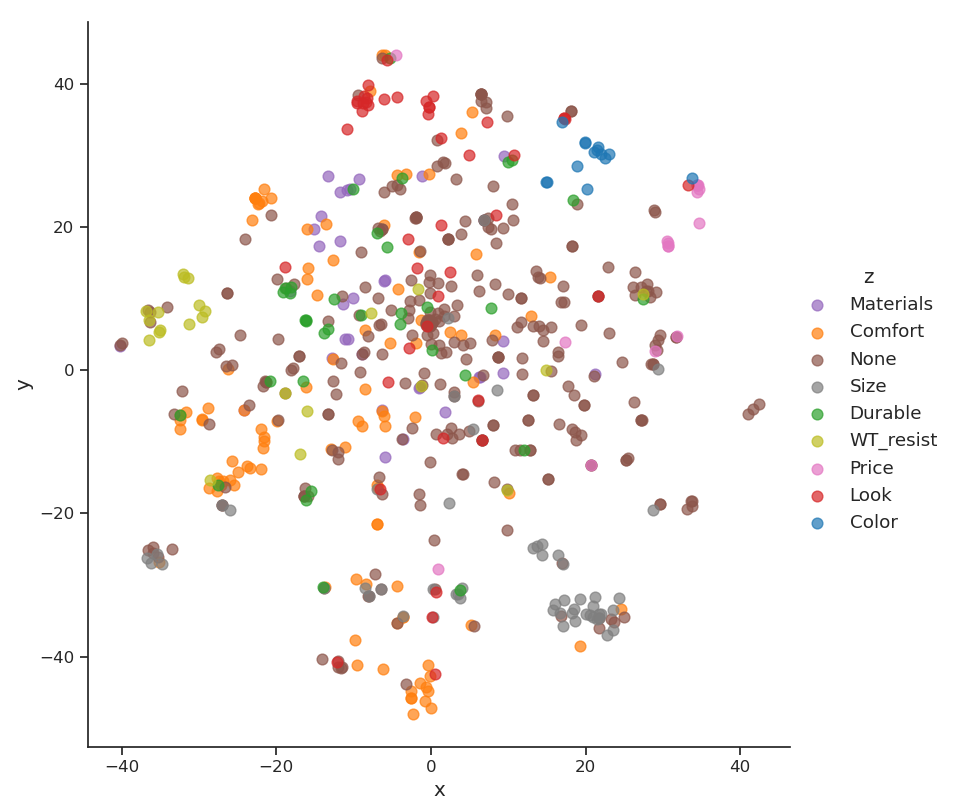 40
20
0
−20
−40
y
−40
−20
0
20
40
x
z
Materials
Comfort
None
Size
Durable
WT_resist
Price
Look
Color